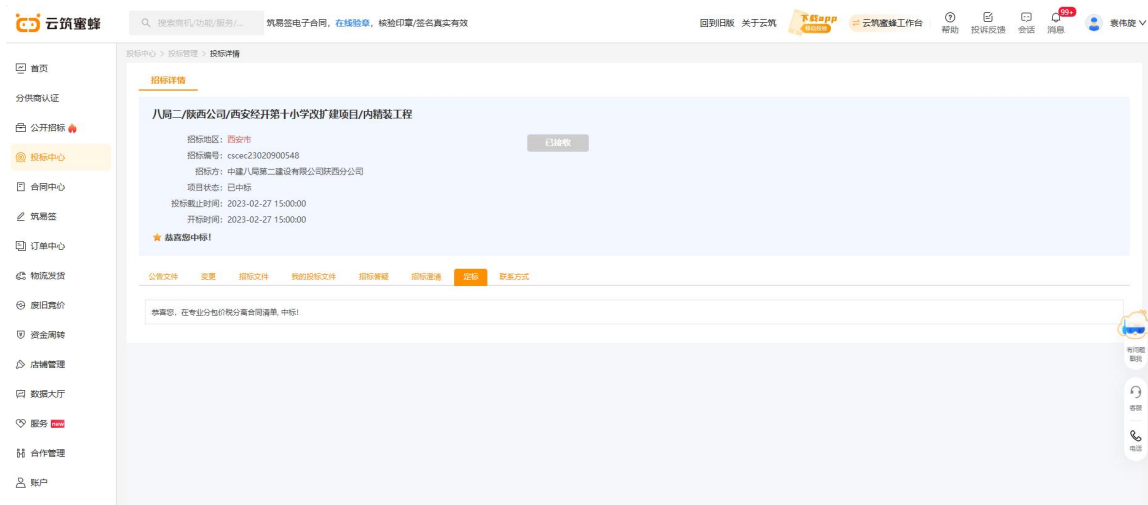 云筑蜜蜂
搜索商机/功能/服务/...
筑易签电子合同，在线验章，核验印章/签名真实有效
回到旧版 关于云筑
下载app
云筑蜜蜂工作台
帮助
投诉反馈
会话
99+
消息
袁伟旋
投标中心 > 投标管理 > 投标详情
首页
分供商认证
公开招标
投标中心
合同中心
筑易签
订单中心
物流发货
废旧竞价
资金周转
店铺管理
数据大厅
服务 new
合作管理
账户
招标详情
八局二/陕西公司/西安经开第十小学改扩建项目/内精装工程
招标地区：西安市
已接收
招标编号：cscec23020900548
招标方：中建八局第二建设有限公司陕西分公司
项目状态：已中标
投标截止时间：2023-02-27 15:00:00
开标时间：2023-02-27 15:00:00
恭喜您中标！
公告文件 变更 招标文件 我的投标文件 招标答疑 招标澄清 定标 联系方式
恭喜您，在专业分包价税分离合同清单, 中标!
有问题
戳我
客服
电话